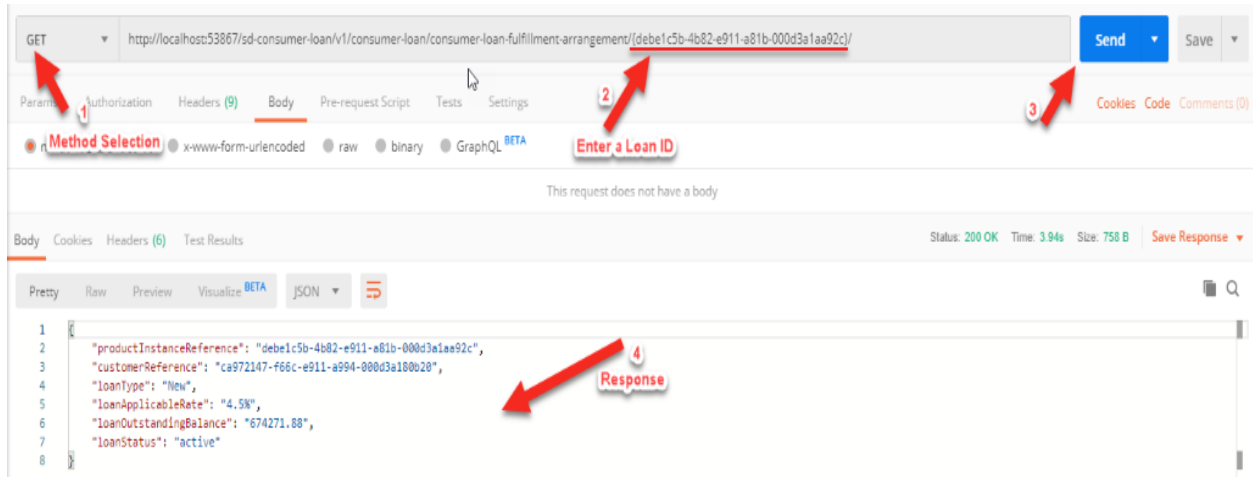 GET http://localhost:53867/sd-consumer-loan/v1/consumer-loan/consumer-loan-fulfillment-arrangement/{debe1c5b-4b82-e911-a81b-000d3a1aa92c}/ Send Save
Params Authorization Headers (9) Body Pre-request Script Tests Settings Cookies Code Comments (0)
1 2 3
Method Selection x-www-form-urlencoded raw binary GraphQL BETA Enter a Loan ID
This request does not have a body
Body Cookies Headers (6) Test Results Status: 200 OK Time: 3.94s Size: 758 B Save Response
Pretty Raw Preview Visualize BETA JSON
1 {
2 "productInstanceReference": "debe1c5b-4b82-e911-a81b-000d3a1aa92c",
3 "customerReference": "ca972147-f66c-e911-a994-000d3a180b20",
4 "loanType": "New",
5 "loanApplicableRate": "4.5%",
6 "loanOutstandingBalance": "674271.88",
7 "loanStatus": "active"
8 }
4
Response